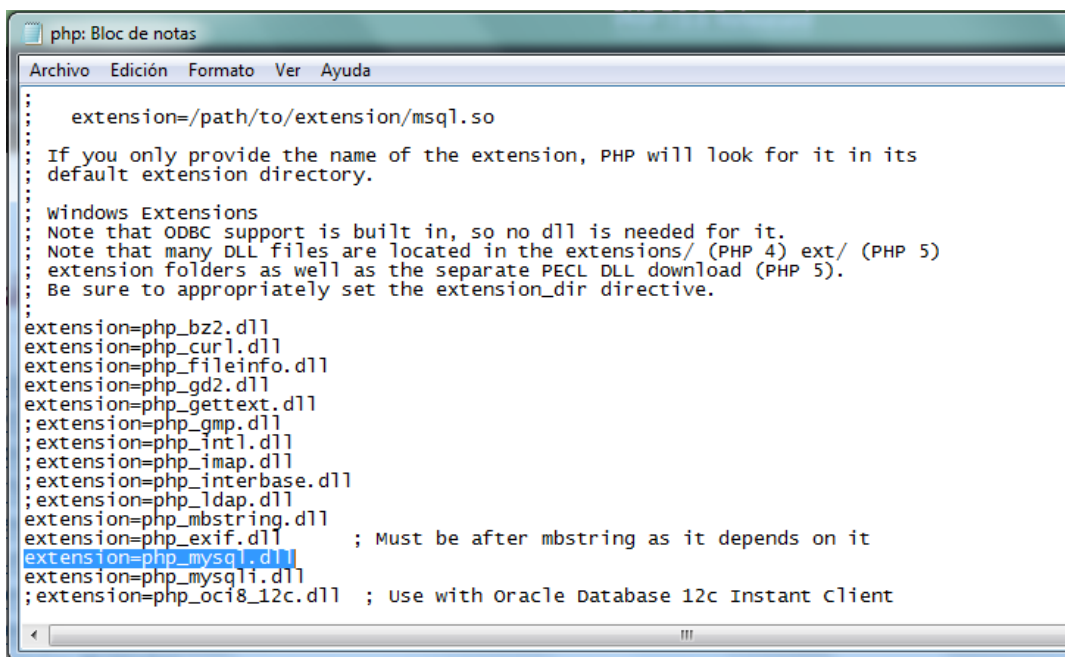 php: Bloc de notas
Archivo Edición Formato Ver Ayuda
;
;    extension=/path/to/extension/msql.so
;
; If you only provide the name of the extension, PHP will look for it in its
; default extension directory.
;
; Windows Extensions
; Note that ODBC support is built in, so no dll is needed for it.
; Note that many DLL files are located in the extensions/ (PHP 4) ext/ (PHP 5)
; extension folders as well as the separate PECL DLL download (PHP 5).
; Be sure to appropriately set the extension_dir directive.
;
extension=php_bz2.dll
extension=php_curl.dll
extension=php_fileinfo.dll
extension=php_gd2.dll
extension=php_gettext.dll
;extension=php_gmp.dll
;extension=php_intl.dll
;extension=php_imap.dll
;extension=php_interbase.dll
;extension=php_ldap.dll
extension=php_mbstring.dll
extension=php_exif.dll      ; Must be after mbstring as it depends on it
extension=php_mysql.dll
extension=php_mysqli.dll
;extension=php_oci8_12c.dll  ; Use with Oracle Database 12c Instant Client